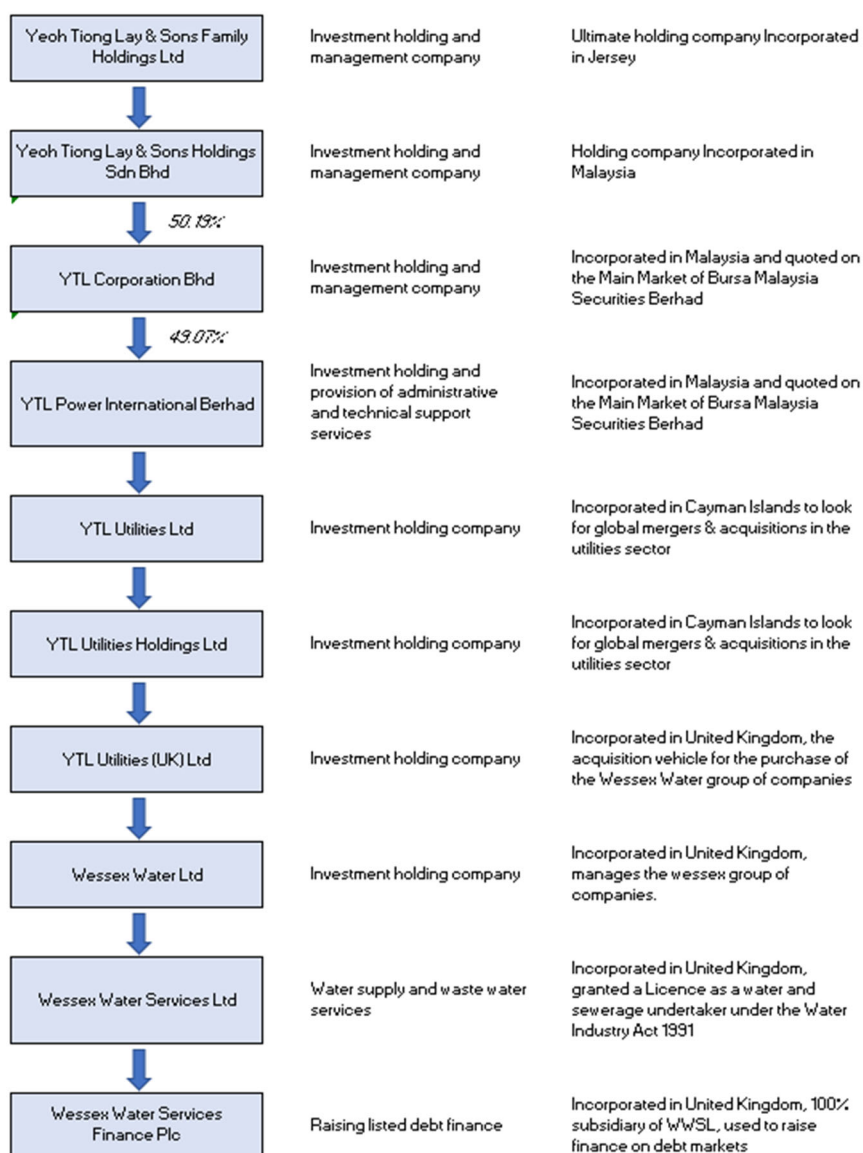 Yeoh Tiong Lay & Sons Family
Holdings Ltd
Investment holding and
management company
Ultimate holding company Incorporated
in Jersey
Yeoh Tiong Lay & Sons Holdings
Sdn Bhd
Investment holding and
management company
Holding company Incorporated in
Malaysia
50.19%
YTL Corporation Bhd
Investment holding and
management company
Incorporated in Malaysia and quoted on
the Main Market of Bursa Malaysia
Securities Berhad
49.07%
YTL Power International Berhad
Investment holding and
provision of administrative
and technical support
services
Incorporated in Malaysia and quoted on
the Main Market of Bursa Malaysia
Securities Berhad
YTL Utilities Ltd
Investment holding company
Incorporated in Cayman Islands to look
for global mergers & acquisitions in the
utilities sector
YTL Utilities Holdings Ltd
Investment holding company
Incorporated in Cayman Islands to look
for global mergers & acquisitions in the
utilities sector
YTL Utilities (UK) Ltd
Investment holding company
Incorporated in United Kingdom, the
acquisition vehicle for the purchase of
the Wessex Water group of companies
Wessex Water Ltd
Investment holding company
Incorporated in United Kingdom,
manages the wessex group of
companies.
Wessex Water Services Ltd
Water supply and waste water
services
Incorporated in United Kingdom,
granted a Licence as a water and
sewerage undertaker under the Water
Industry Act 1991
Wessex Water Services
Finance Plc
Raising listed debt finance
Incorporated in United Kingdom, 100%
subsidiary of WWSL, used to raise
finance on debt markets